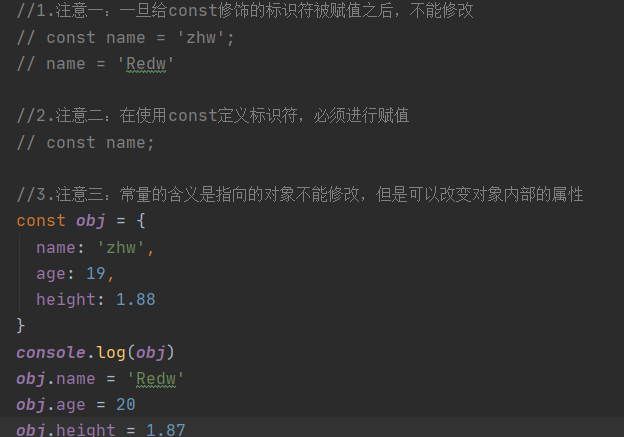 //1.注意一：一旦给const修饰的标识符被赋值之后，不能修改
// const name = 'zhw';
// name = 'Redw'
//2.注意二：在使用const定义标识符，必须进行赋值
// const name;
//3.注意三：常量的含义是指向的对象不能修改，但是可以改变对象内部的属性
const obj = {
  name: 'zhw',
  age: 19,
  height: 1.88
}
console.log(obj)
obj.name = 'Redw'
obj.age = 20
obj.height = 1.87